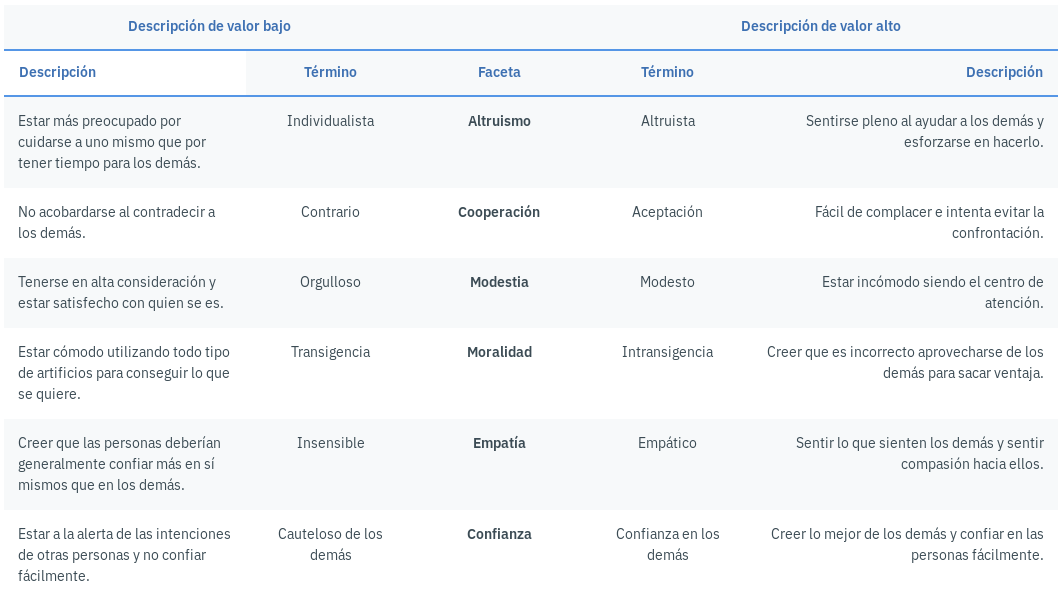 Descripción de valor bajo Descripción de valor alto
Descripción Término Faceta Término Descripción
Estar más preocupado por Individualista Altruismo Altruista Sentirse pleno al ayudar a los demás y
cuidarse a uno mismo que por esforzarse en hacerlo.
tener tiempo para los demás.
No acobardarse al contradecir a Contrario Cooperación Aceptación Fácil de complacer e intenta evitar la
los demás. confrontación.
Tenerse en alta consideración y Orgulloso Modestia Modesto Estar incómodo siendo el centro de
estar satisfecho con quien se es. atención.
Estar cómodo utilizando todo tipo Transigencia Moralidad Intransigencia Creer que es incorrecto aprovecharse de los
de artificios para conseguir lo que demás para sacar ventaja.
se quiere.
Creer que las personas deberían Insensible Empatía Empático Sentir lo que sienten los demás y sentir
generalmente confiar más en sí compasión hacia ellos.
mismos que en los demás.
Estar a la alerta de las intenciones Cauteloso de los Confianza Confianza en los Creer lo mejor de los demás y confiar en las
de otras personas y no confiar demás demás personas fácilmente.
fácilmente.